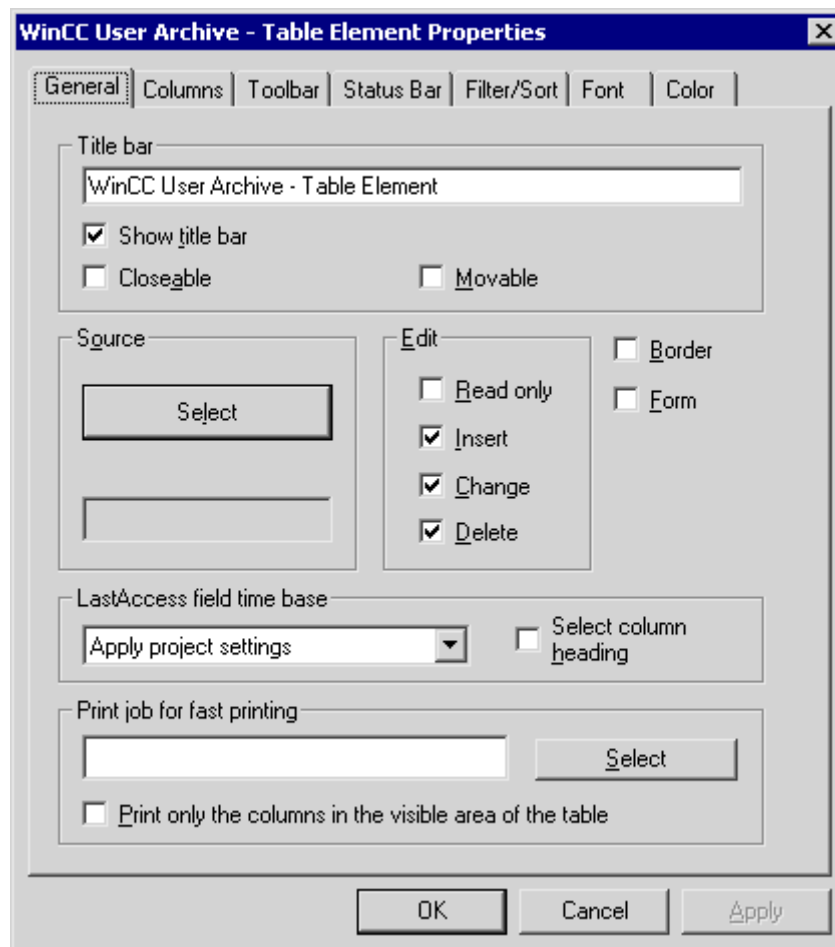 WinCC User Archive - Table Element Properties
General Columns Toolbar Status Bar Filter/Sort Font Color
Title bar
WinCC User Archive - Table Element
Show title bar
Closeable Movable
Source
Select
Edit
Read only
Insert
Change
Delete
Border
Form
LastAccess field time base
Apply project settings
Select column
heading
Print job for fast printing
Select
Print only the columns in the visible area of the table
OK Cancel Apply